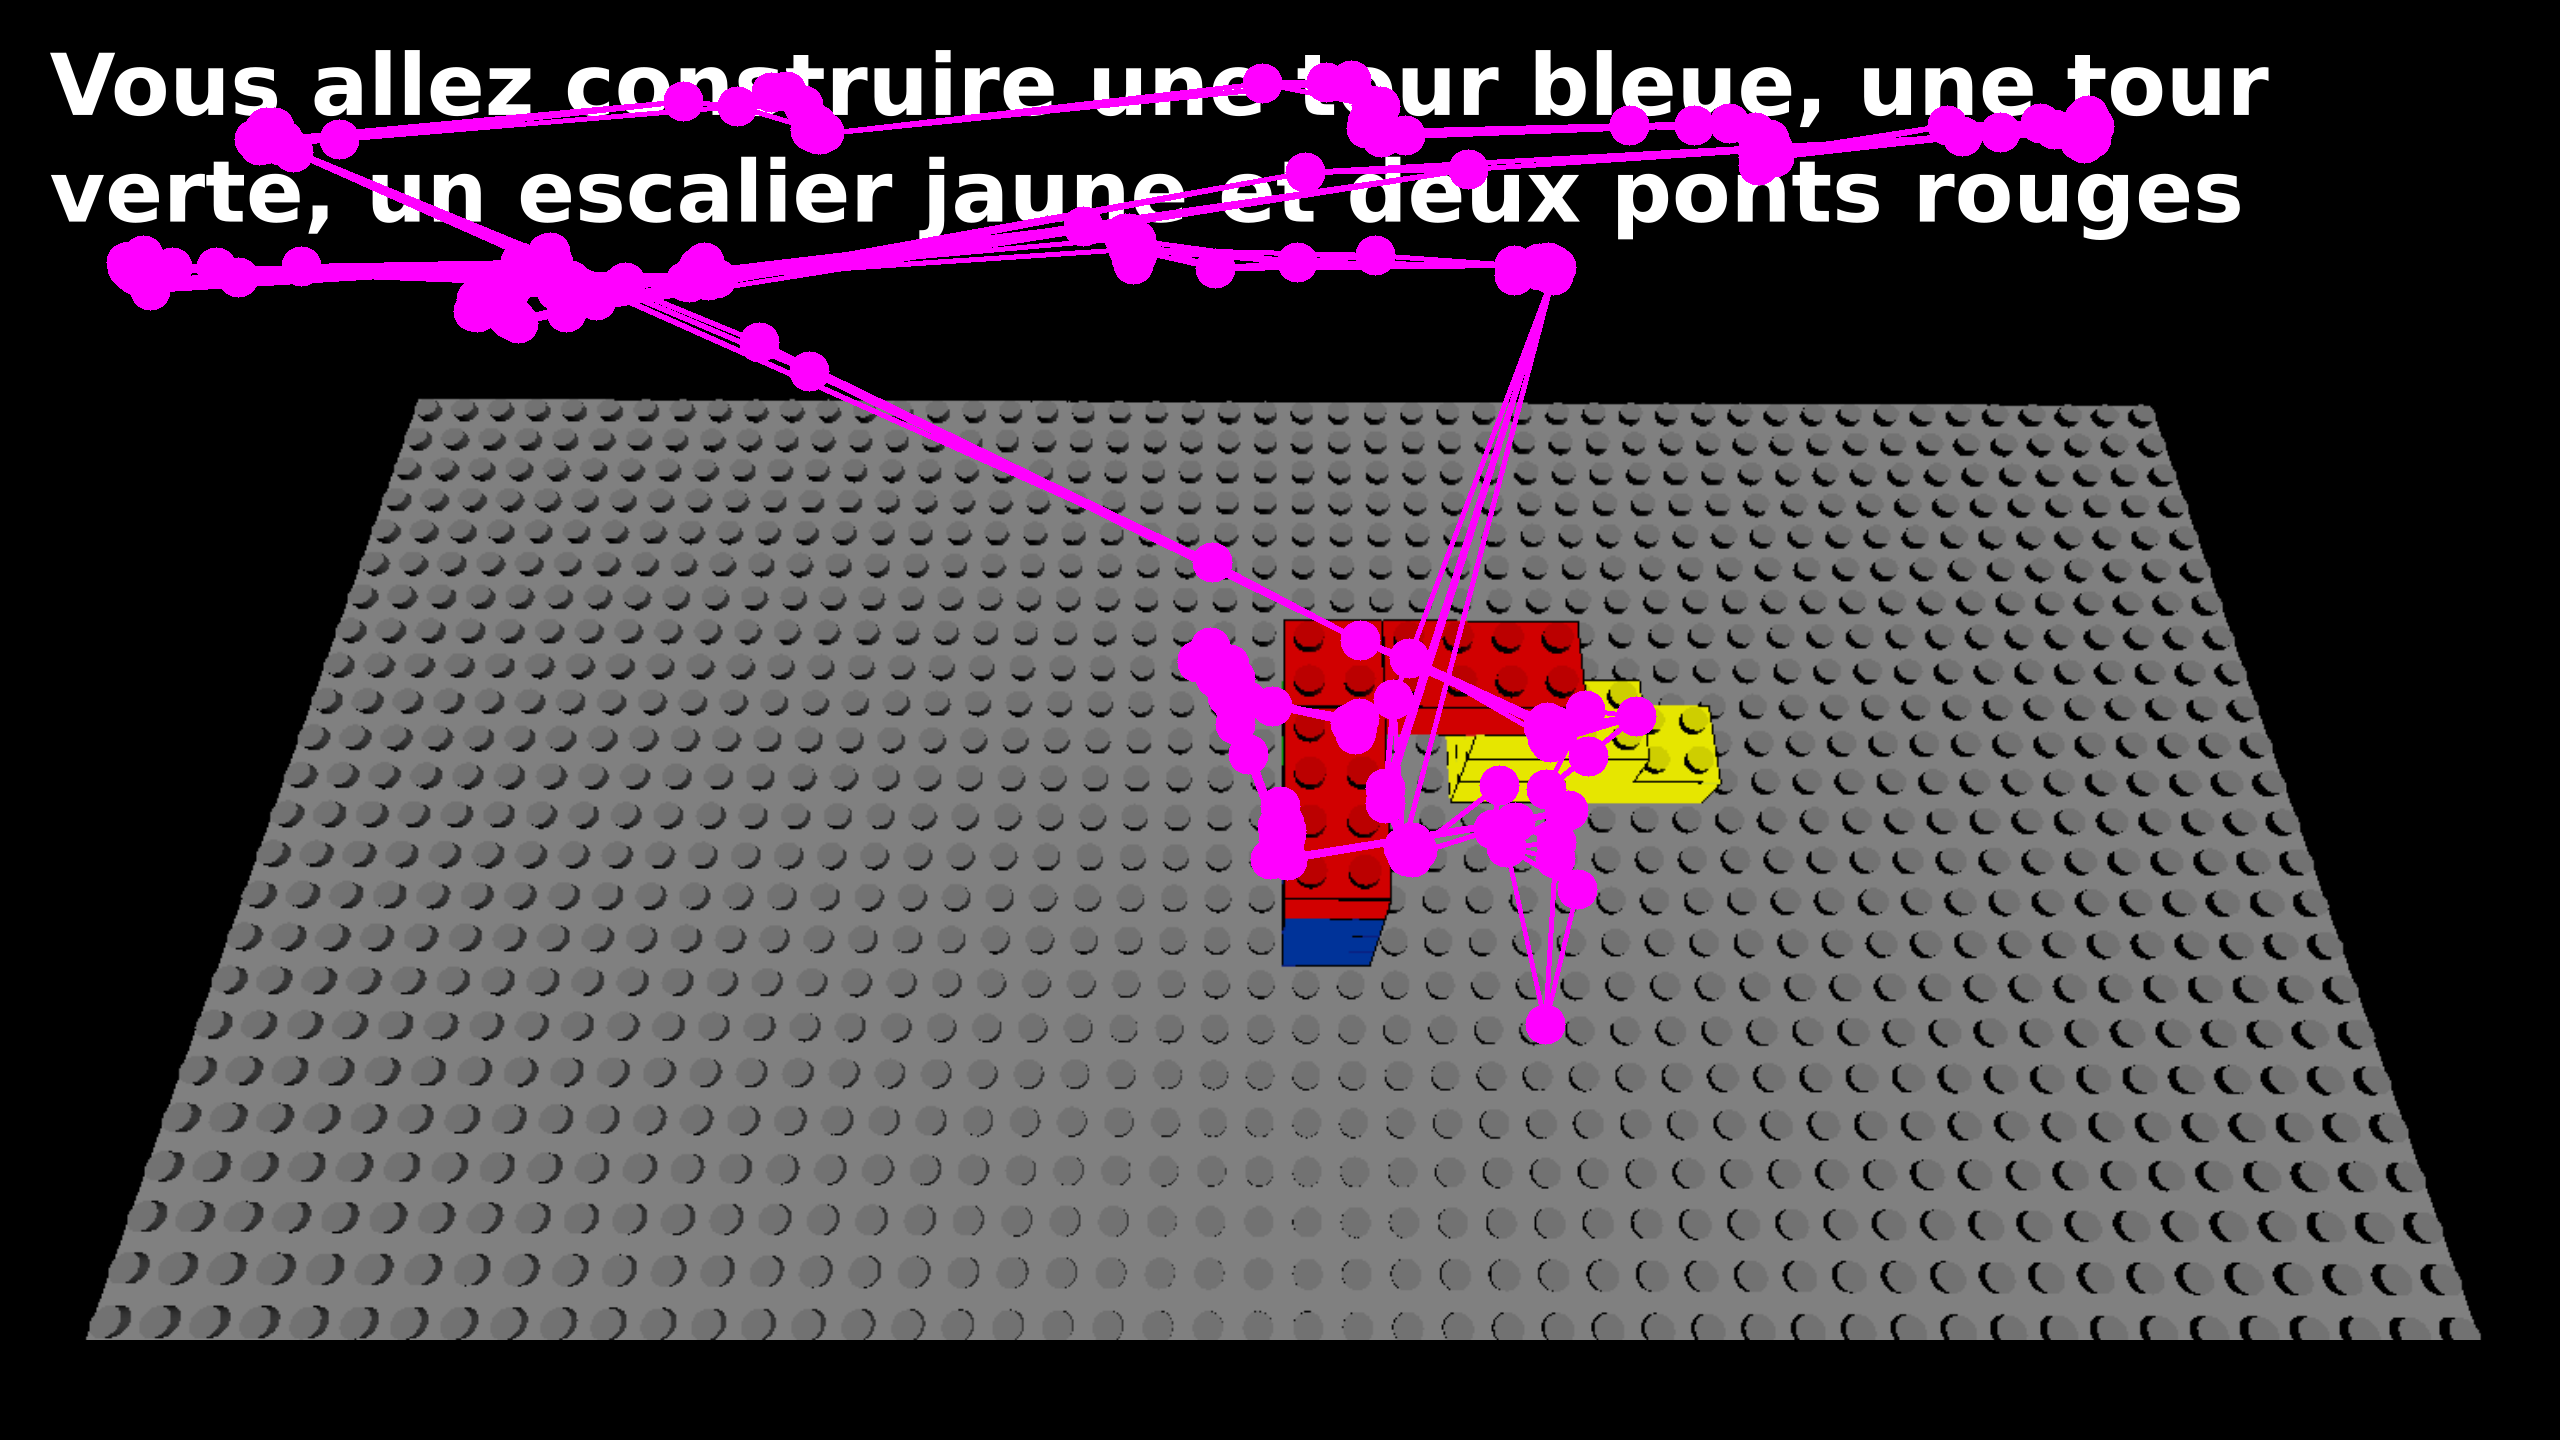 Vous allez construire une tour bleue, une tour
verte, un escalier jaune et deux ponts rouges